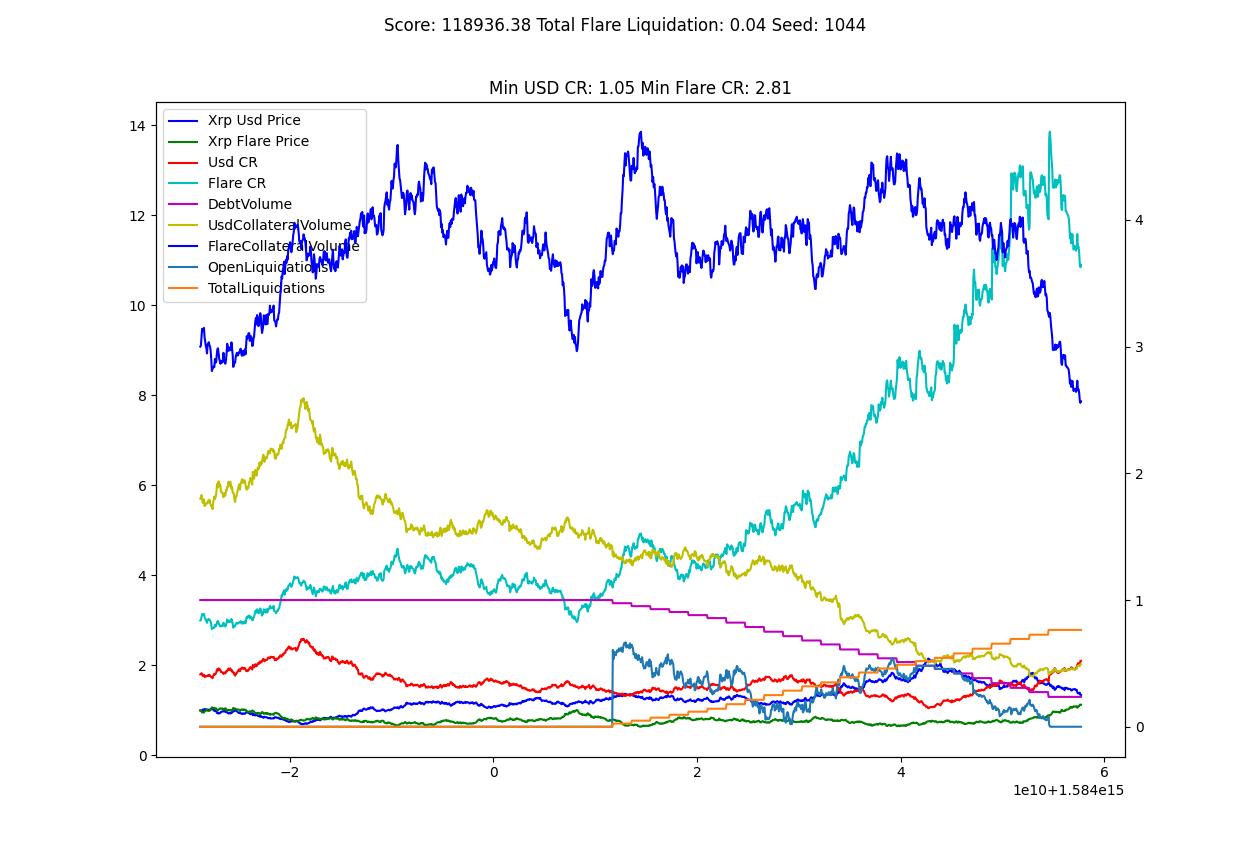 Score: 118936.38 Total Flare Liquidation: 0.04 Seed: 1044
Min USD CR: 1.05 Min Flare CR: 2.81
Xrp Usd Price
Xrp Flare Price
Usd CR
Flare CR
DebtVolume
UsdCollateralVolume
FlareCollateralVolume
OpenLiquidations
TotalLiquidations
14
12
10
8
6
4
2
0
4
3
2
1
0
−2
0
2
4
6
1e10+1.584e15